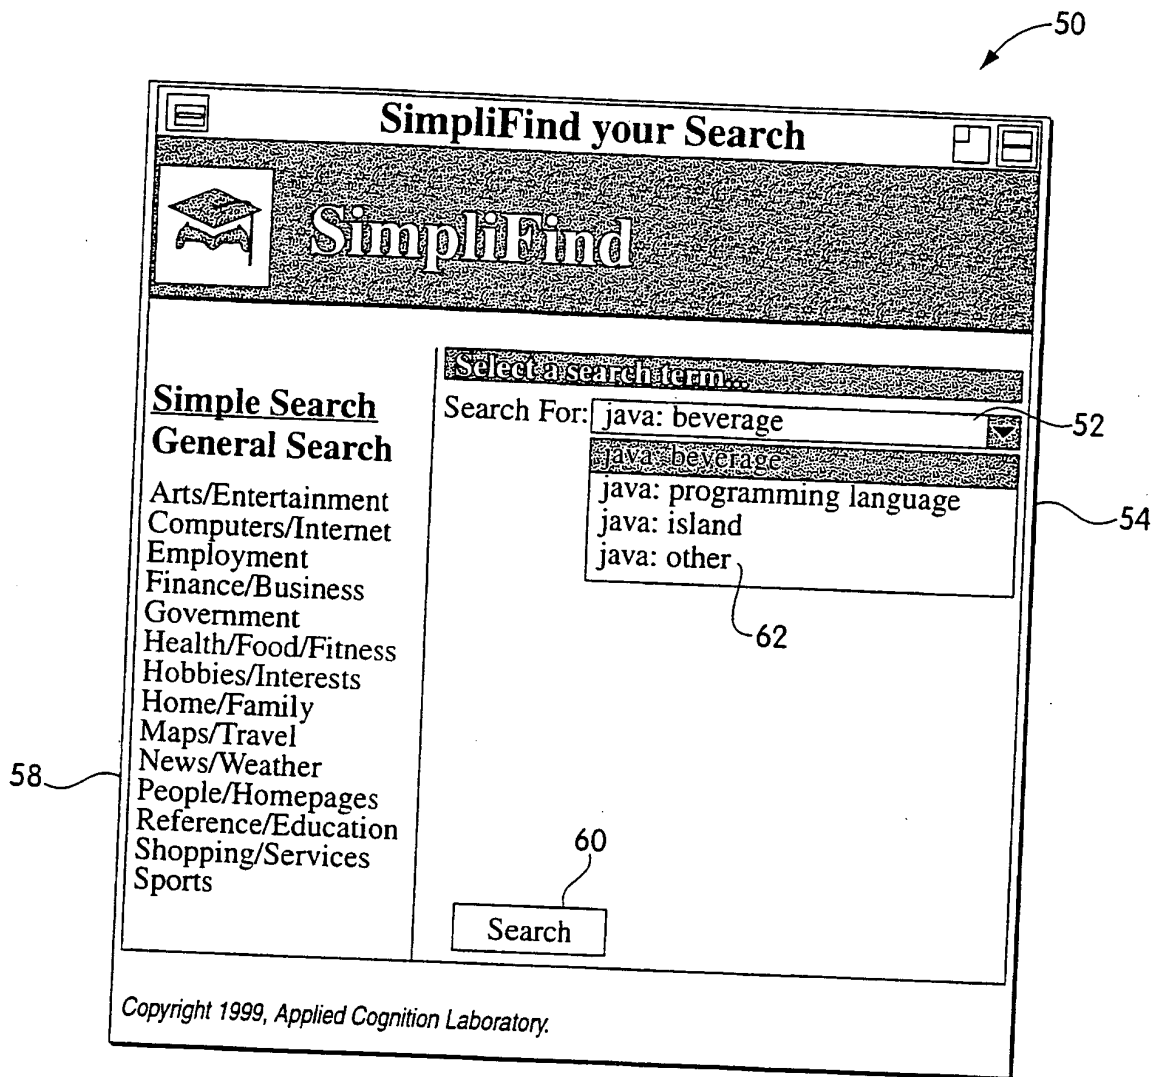 50
SimpliFind your Search
SimpliFind
Select a search term...
Simple Search
General Search
Arts/Entertainment
Computers/Internet
Employment
Finance/Business
Government
Health/Food/Fitness
Hobbies/Interests
Home/Family
Maps/Travel
News/Weather
People/Homepages
Reference/Education
Shopping/Services
Sports
58
Search For: java: beverage
52
java: beverage
java: programming language
java: island
java: other
54
62
60
Search
Copyright 1999, Applied Cognition Laboratory.